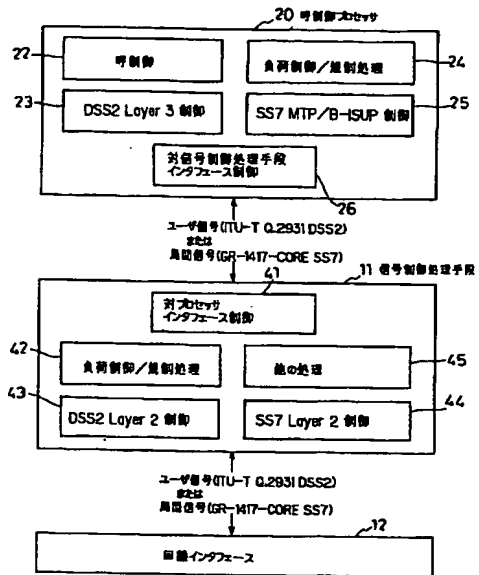 20 呼制御プロセッサ
22
呼制御
負荷制御/規制処理
24
23
DSS2 Layer 3 制御
SS7 MTP/B-ISUP 制御
25
対信号制御処理手段
インタフェース制御
26
ユーザ信号(ITU-T Q.2931 DSS2)
または
局間信号(GR-1417-CORE SS7)
41
11 信号制御処理手段
対プロセッサ
インタフェース制御
42
負荷制御/規制処理
他の処理
45
43
DSS2 Layer 2 制御
SS7 Layer 2 制御
44
ユーザ信号(ITU-T Q.2931 DSS2)
または
局間信号(GR-1417-CORE SS7)
12
回線インタフェース